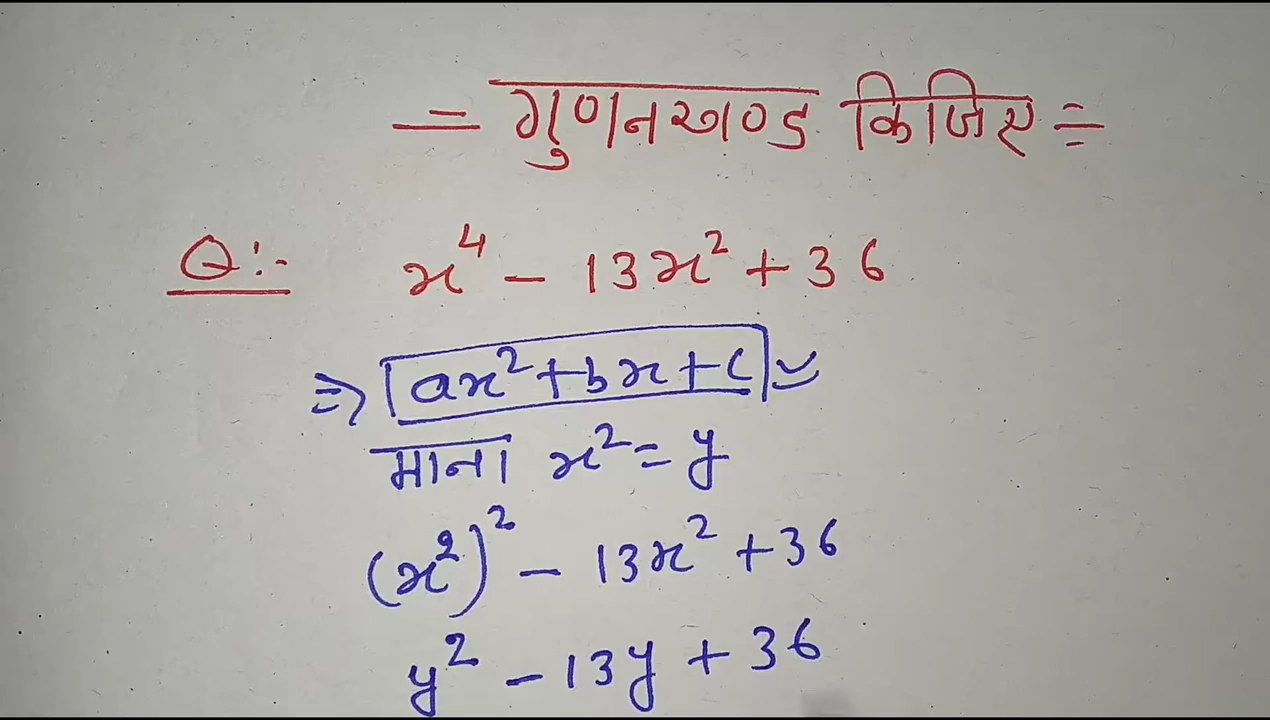 = गुणनखण्ड किजिए =
Q:- x⁴ - 13x² + 36
⇒ ax² + bx + c
माना x² = y
(x²)² - 13x² + 36
y² - 13y + 36